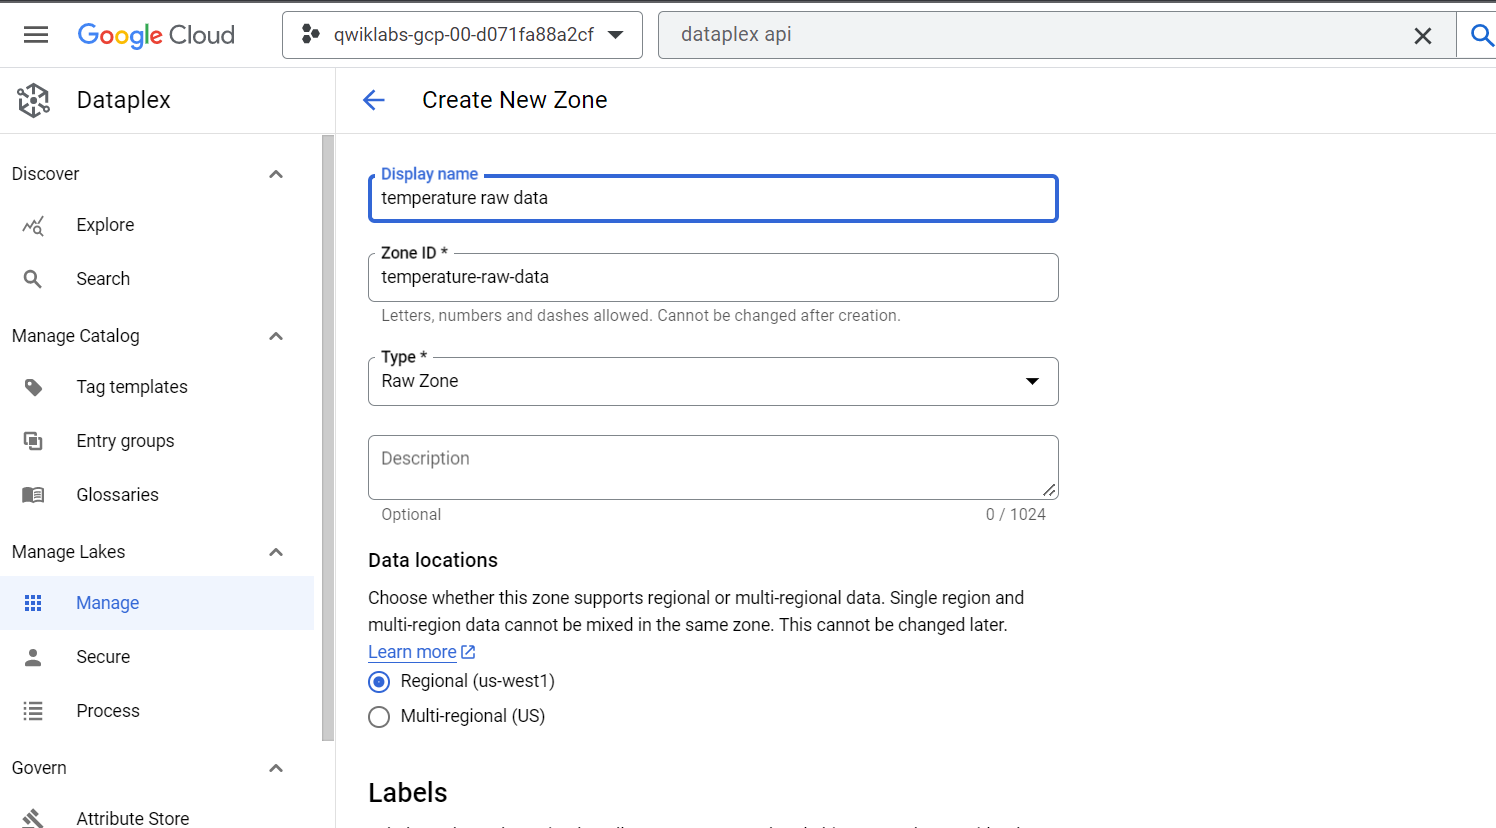 Google Cloud
qwiklabs-gcp-00-d071fa88a2cf
dataplex api
Dataplex
Create New Zone
Discover
Explore
Search
Manage Catalog
Tag templates
Entry groups
Glossaries
Manage Lakes
Manage
Secure
Process
Govern
Attribute Store
Display name
temperature raw data
Zone ID *
temperature-raw-data
Letters, numbers and dashes allowed. Cannot be changed after creation.
Type *
Raw Zone
Description
Optional
0 / 1024
Data locations
Choose whether this zone supports regional or multi-regional data. Single region and
multi-region data cannot be mixed in the same zone. This cannot be changed later.
Learn more
Regional (us-west1)
Multi-regional (US)
Labels